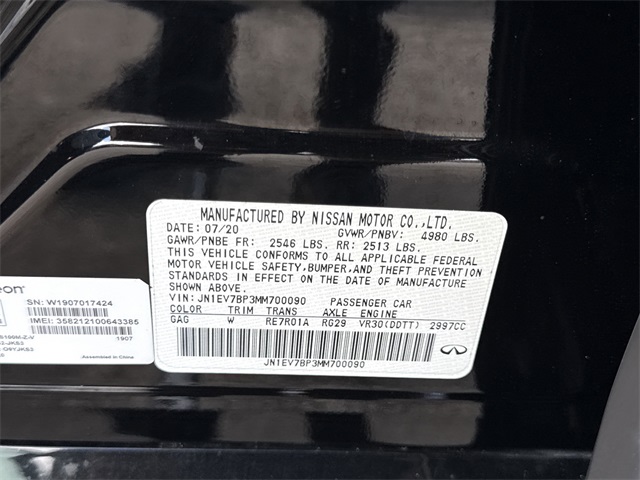 MANUFACTURED BY NISSAN MOTOR CO.,LTD.
DATE: 07/20 GVWR/PNBV: 4980 LBS.
GAWR/PNBE FR: 2546 LBS. RR: 2513 LBS.
THIS VEHICLE CONFORMS TO ALL APPLICABLE FEDERAL
MOTOR VEHICLE SAFETY,BUMPER,AND THEFT PREVENTION
STANDARDS IN EFFECT ON THE DATE OF MANUFACTURE
SHOWN ABOVE.
VIN: JN1EV7BP3MM700090 PASSENGER CAR
COLOR TRIM TRANS AXLE ENGINE
GAG W RE7R01A RG29 VR30(DDTT) 2997CC
JN1EV7BP3MM700090
SN: W1907017424
IMEI: 358212100643385
1907
Assembled in China